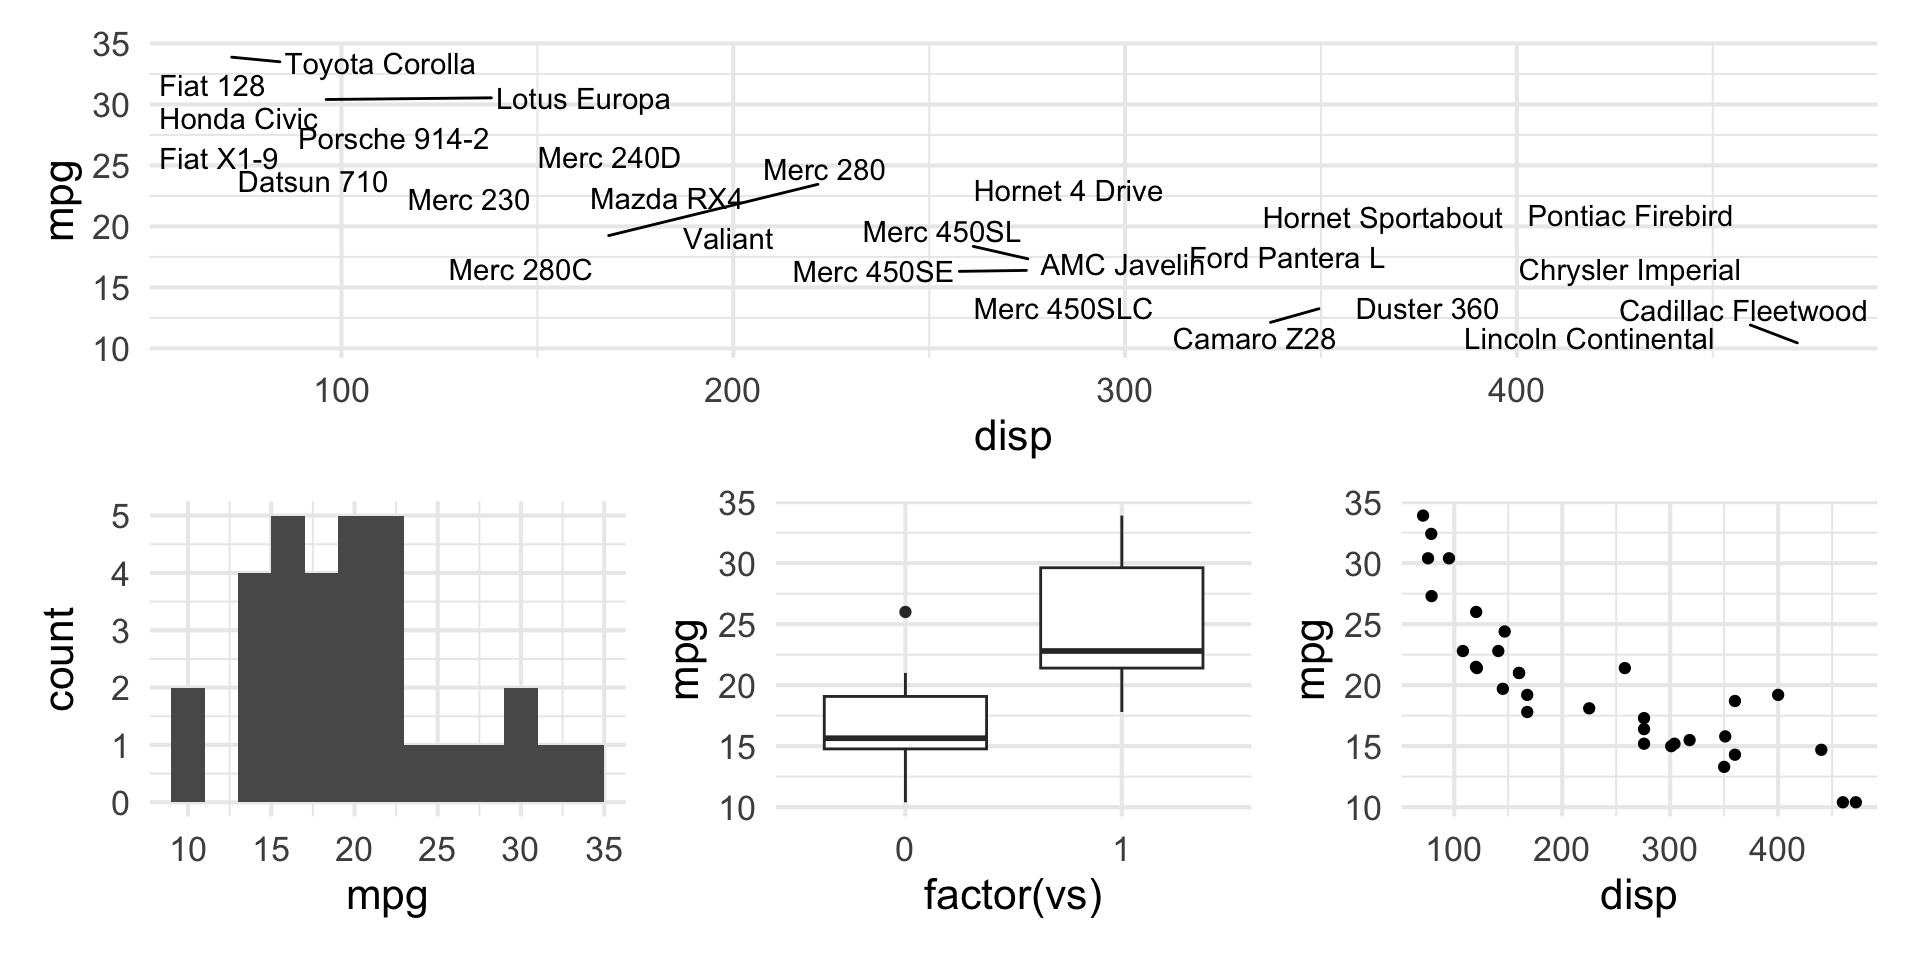 35
Toyota Corolla
Fiat 128
30
Lotus Europa
Honda Civic
Porsche 914-2
Fiat X1-9
25
Merc 240D
Merc 280
Datsun 710
Merc 230
Mazda RX4
Hornet 4 Drive
mpg
20
Valiant
Merc 450SL
Hornet Sportabout
Pontiac Firebird
Merc 280C
Merc 450SE
AMC Javelin
Ford Pantera L
Chrysler Imperial
15
Merc 450SLC
Duster 360
Cadillac Fleetwood
10
Camaro Z28
Lincoln Continental
100 200 300 400
disp
5
4
3
2
1
0
count
10 15 20 25 30 35
mpg
35
30
25
20
15
10
mpg
0 1
factor(vs)
35
30
25
20
15
10
mpg
100 200 300 400
disp